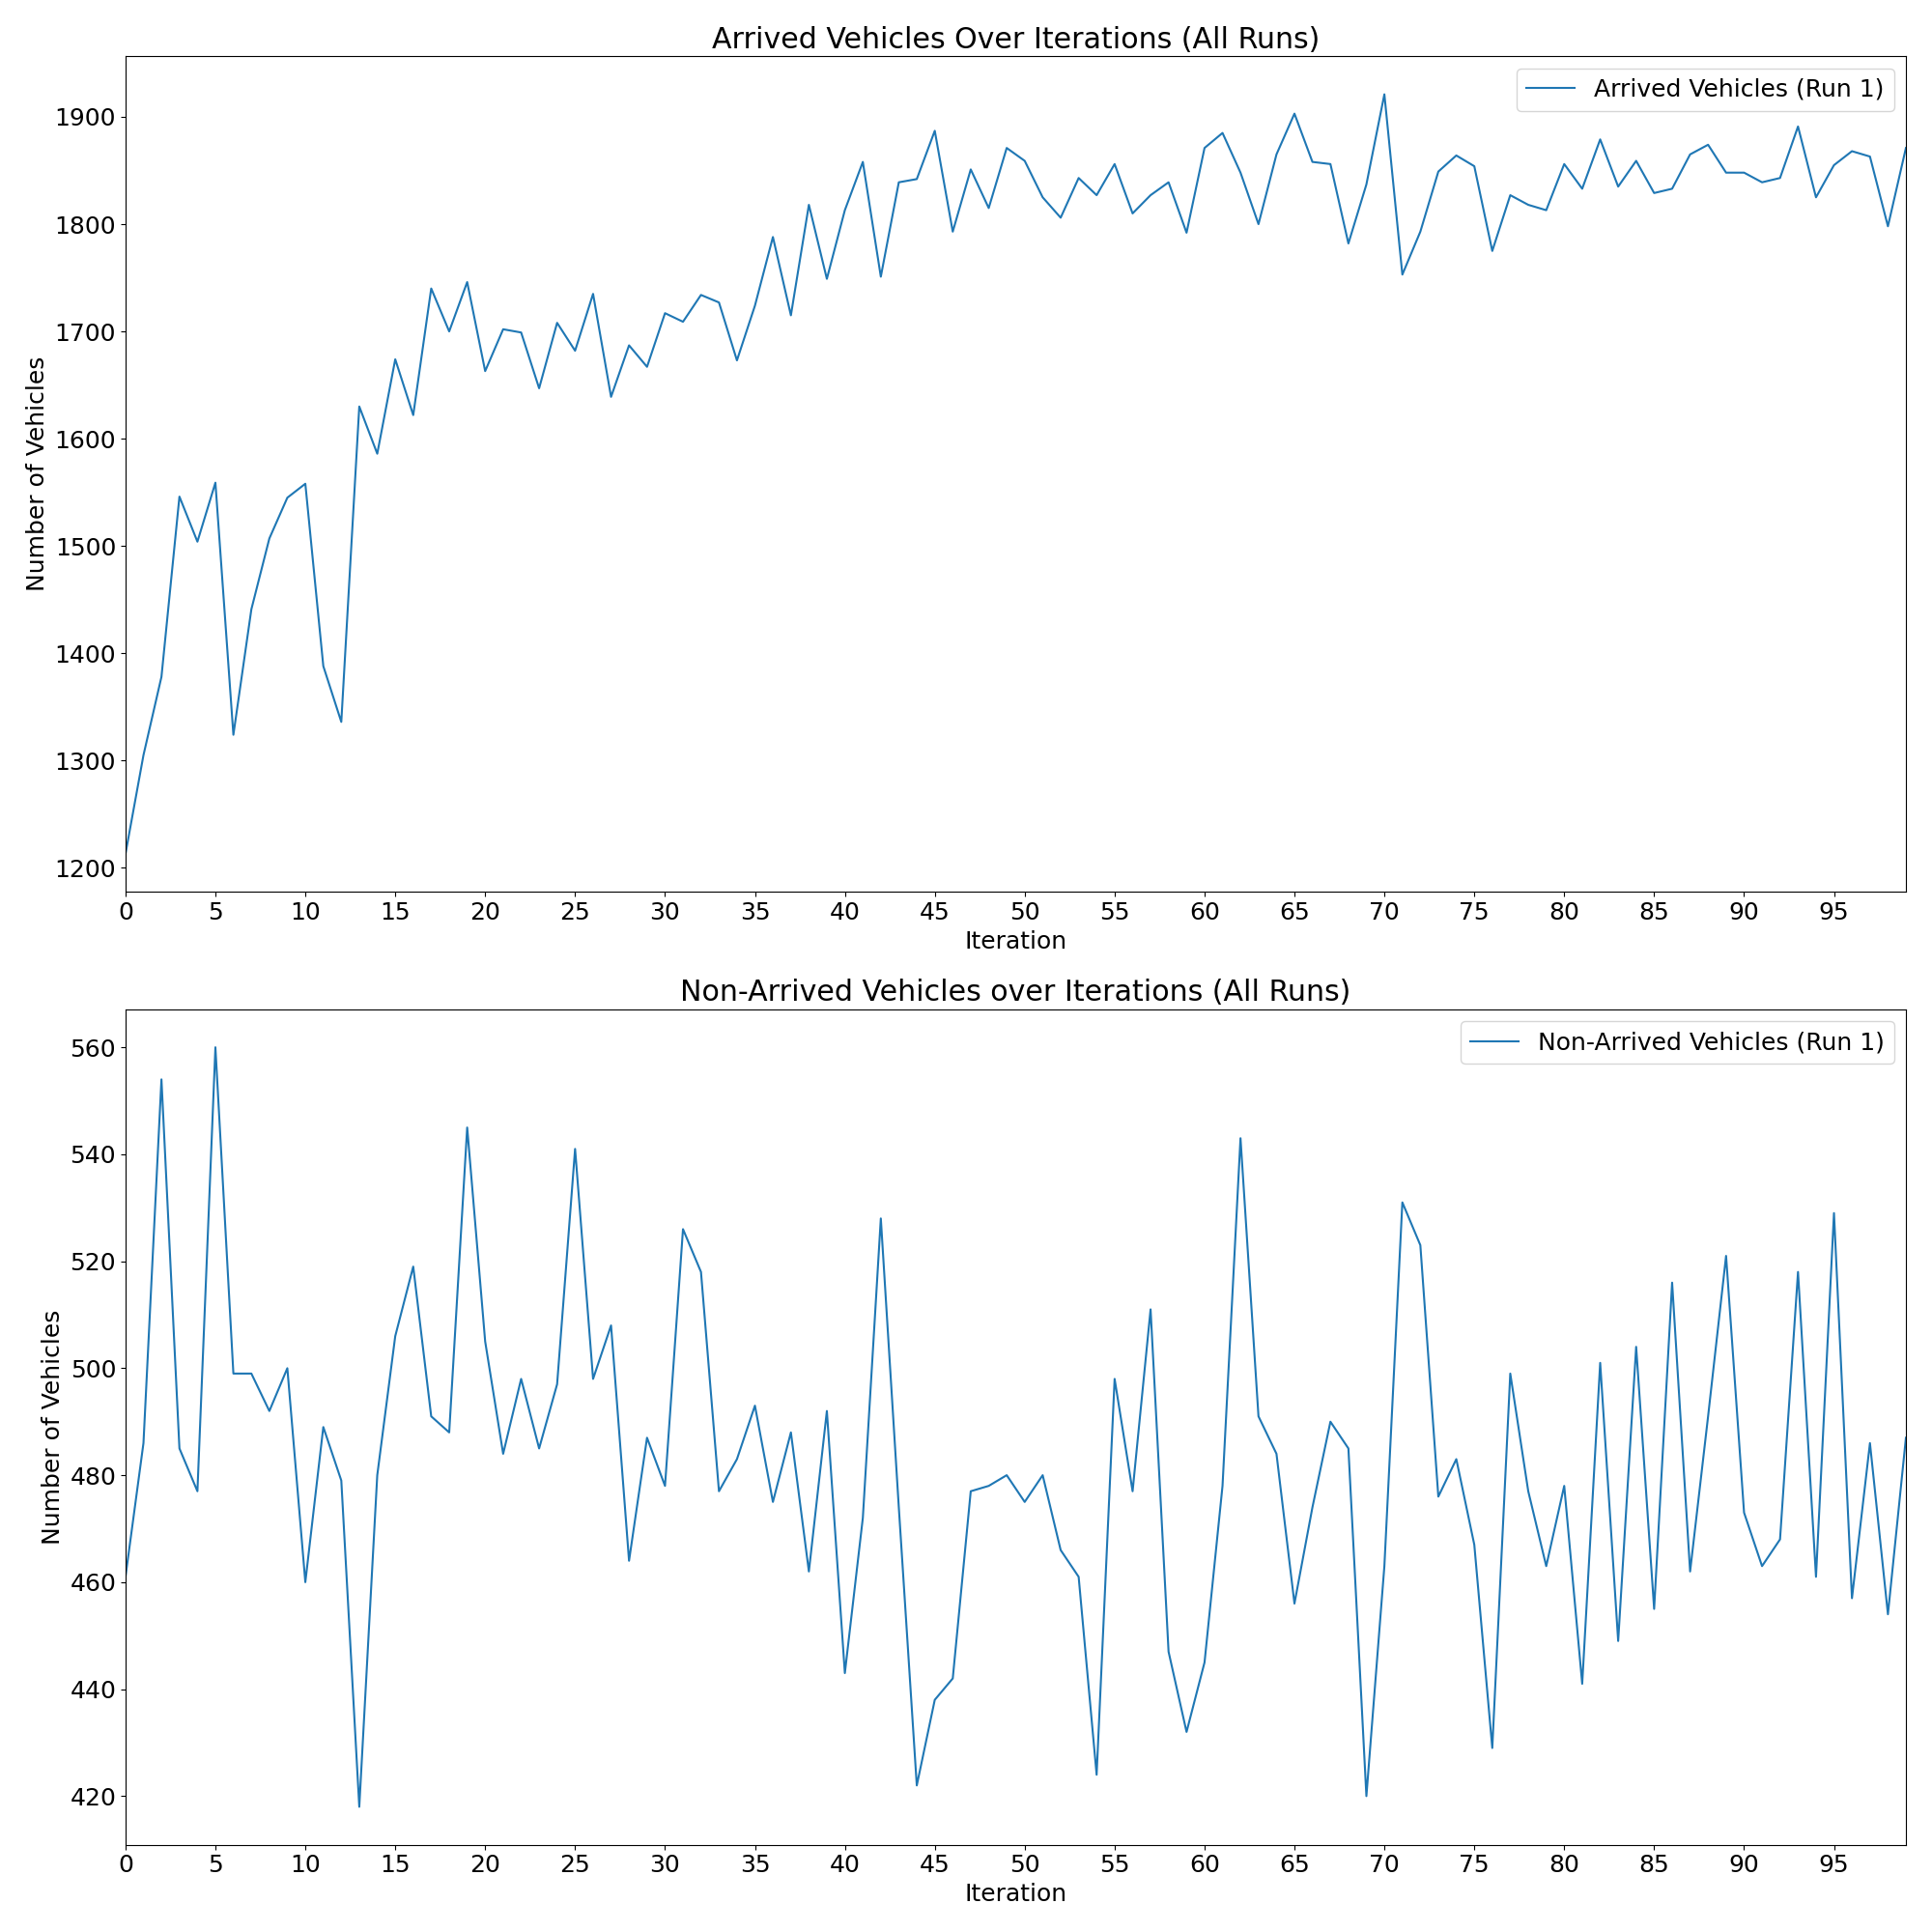 Arrived Vehicles Over Iterations (All Runs)
Arrived Vehicles (Run 1)
Number of Vehicles
1900
1800
1700
1600
1500
1400
1300
1200
0 5 10 15 20 25 30 35 40 45 50 55 60 65 70 75 80 85 90 95
Iteration
Non-Arrived Vehicles over Iterations (All Runs)
Non-Arrived Vehicles (Run 1)
Number of Vehicles
560
540
520
500
480
460
440
420
0 5 10 15 20 25 30 35 40 45 50 55 60 65 70 75 80 85 90 95
Iteration